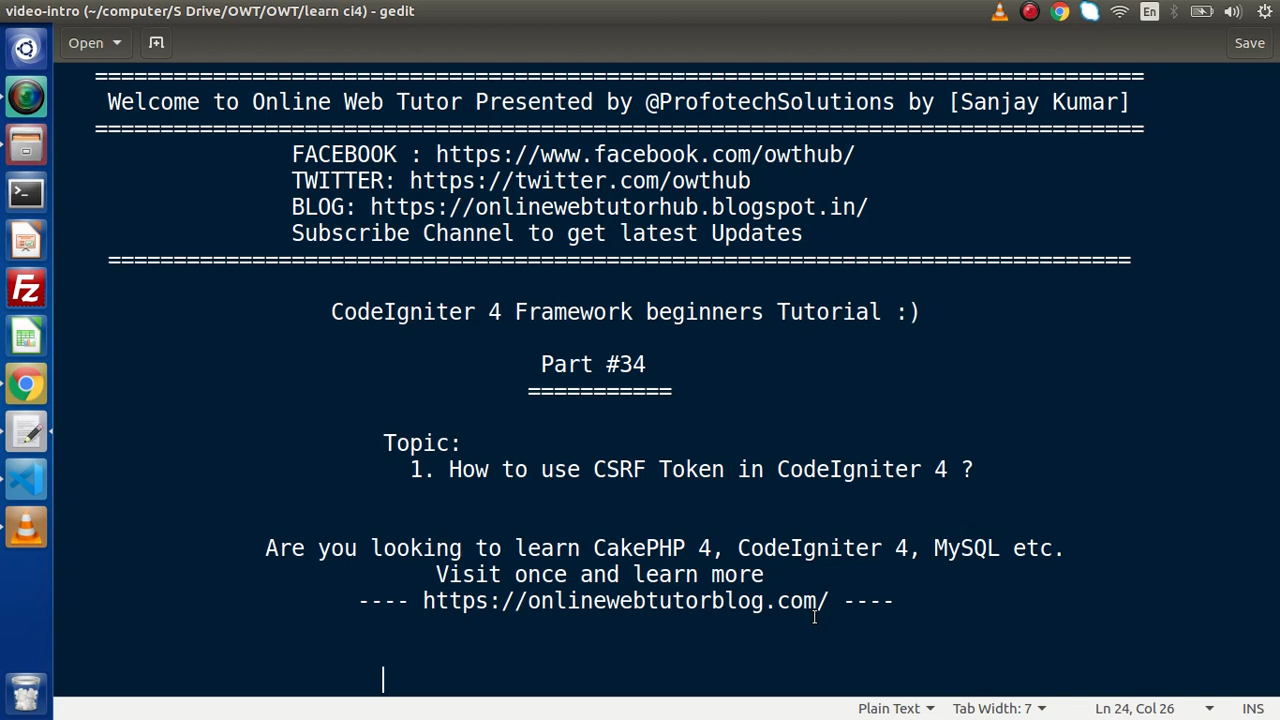 video-intro (~/computer/S Drive/OWT/OWT/learn ci4) - gedit
En
Open
Save
==================================================================================
Welcome to Online Web Tutor Presented by @ProfotechSolutions by [Sanjay Kumar]
==================================================================================
FACEBOOK : https://www.facebook.com/owthub/
TWITTER: https://twitter.com/owthub
BLOG: https://onlinewebtutorhub.blogspot.in/
Subscribe Channel to get latest Updates
==============================================================================
CodeIgniter 4 Framework beginners Tutorial :)
Part #34
===========
Topic:
1. How to use CSRF Token in CodeIgniter 4 ?
Are you looking to learn CakePHP 4, CodeIgniter 4, MySQL etc.
Visit once and learn more
---- https://onlinewebtutorblog.com/ ----
Plain Text
Tab Width: 7
Ln 24, Col 26
INS